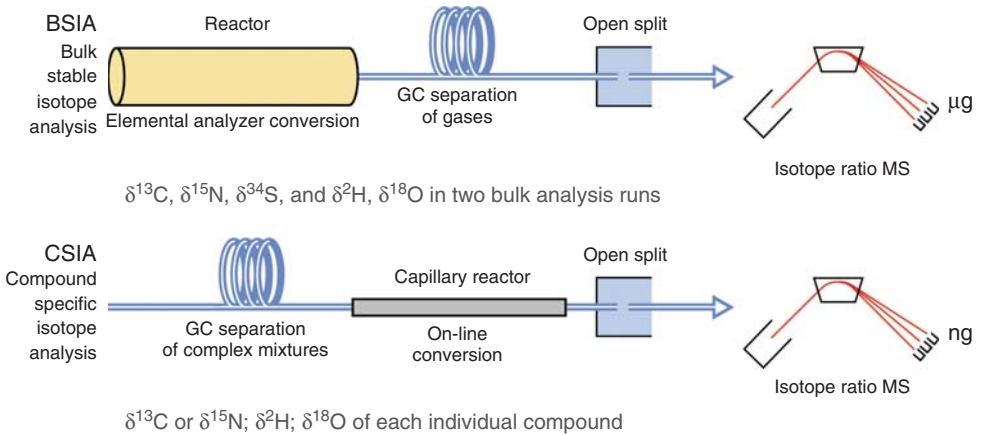 BSIA
Bulk
stable
isotope
analysis
Reactor
Elemental analyzer conversion
GC separation
of gases
Open split
μg
Isotope ratio MS
δ¹³C, δ¹⁵N, δ³⁴S, and δ²H, δ¹⁸O in two bulk analysis runs
CSIA
Compound
specific
isotope
analysis
GC separation
of complex mixtures
Capillary reactor
On-line
conversion
Open split
ng
Isotope ratio MS
δ¹³C or δ¹⁵N; δ²H; δ¹⁸O of each individual compound